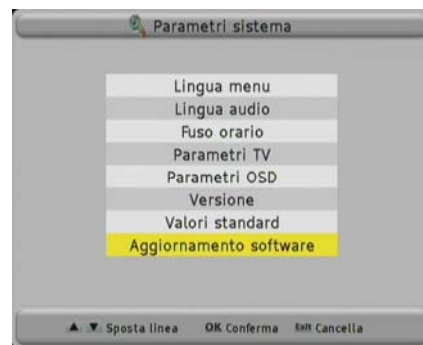 Parametri sistema
Lingua menu
Lingua audio
Fuso orario
Parametri TV
Parametri OSD
Versione
Valori standard
Aggiornamento software
Sposta linea OK Conferma Exit Cancella